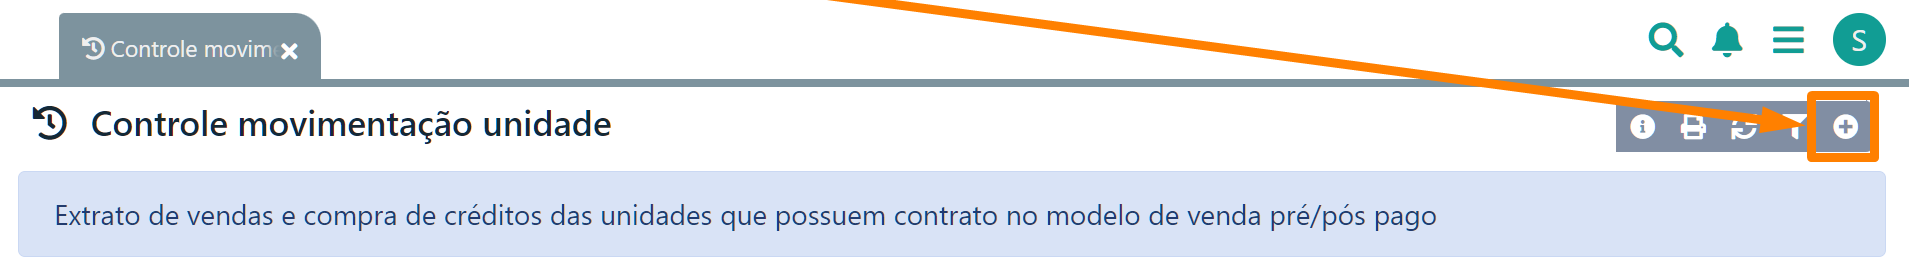 Controle movim
S
Controle movimentação unidade
Extrato de vendas e compra de créditos das unidades que possuem contrato no modelo de venda pré/pós pago